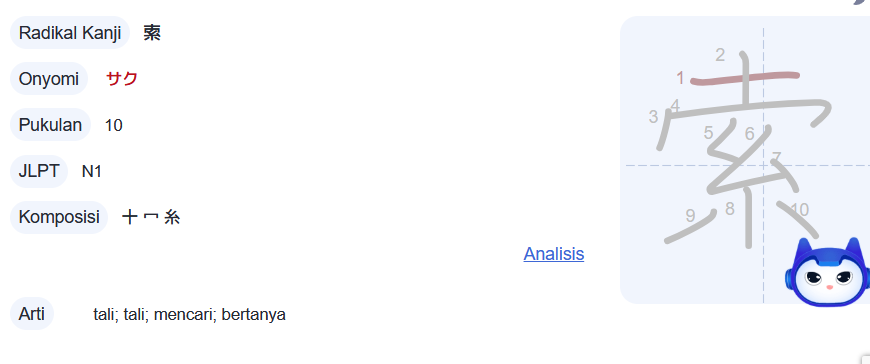 Radikal Kanji 索
Onyomi サク
Pukulan 10
JLPT N1
Komposisi 十 冖 糸
Analisis
Arti tali; tali; mencari; bertanya
索
1
2
3
4
5
6
7
8
9
10